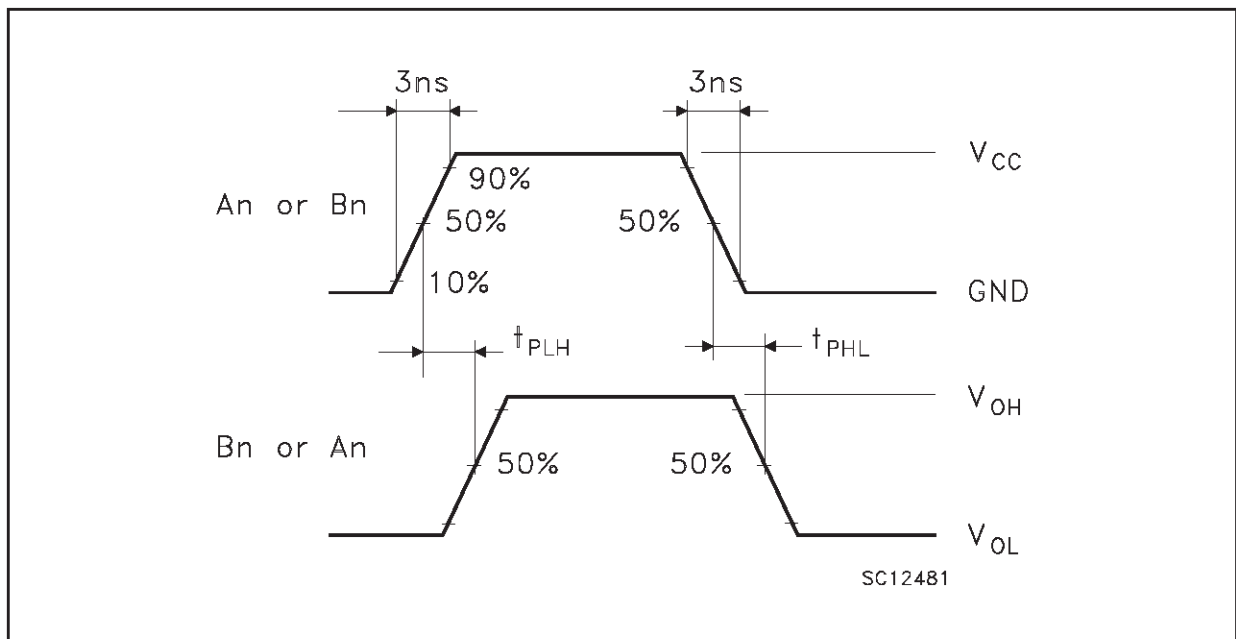 3ns 3ns
V_CC
90%
An or Bn 50% 50%
10% GND
t_PLH t_PHL
V_OH
Bn or An 50% 50%
V_OL
SC12481